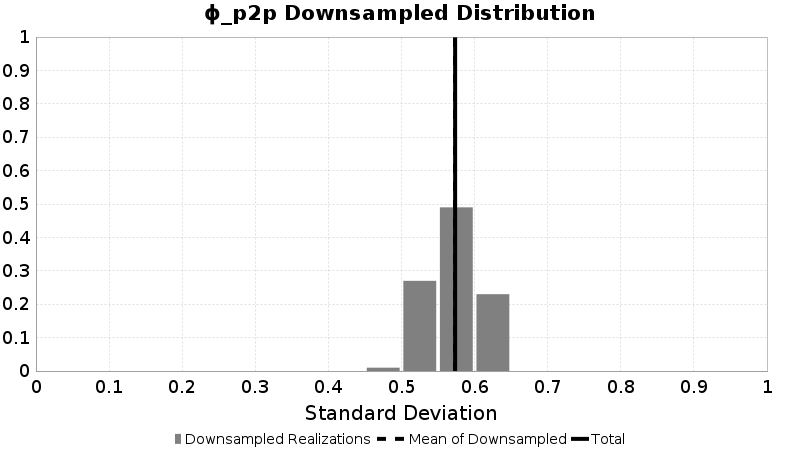 ϕ_p2p Downsampled Distribution
1
0.9
0.8
0.7
0.6
0.5
0.4
0.3
0.2
0.1
0
0 0.1 0.2 0.3 0.4 0.5 0.6 0.7 0.8 0.9 1
Standard Deviation
Downsampled Realizations Mean of Downsampled Total